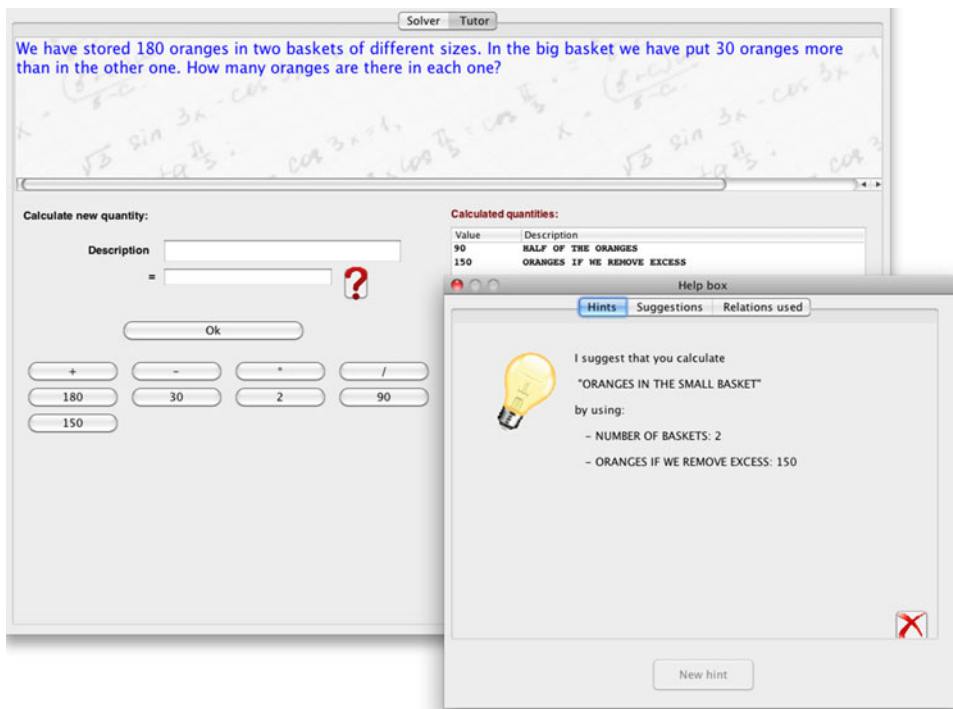 Solver Tutor
We have stored 180 oranges in two baskets of different sizes. In the big basket we have put 30 oranges more
than in the other one. How many oranges are there in each one?
Calculate new quantity:
Description
=
?
Ok
+ - * /
180 30 2 90
150
Calculated quantities:
Value Description
90 HALF OF THE ORANGES
150 ORANGES IF WE REMOVE EXCESS
Help box
Hints Suggestions Relations used
I suggest that you calculate
"ORANGES IN THE SMALL BASKET"
by using:
– NUMBER OF BASKETS: 2
– ORANGES IF WE REMOVE EXCESS: 150
New hint